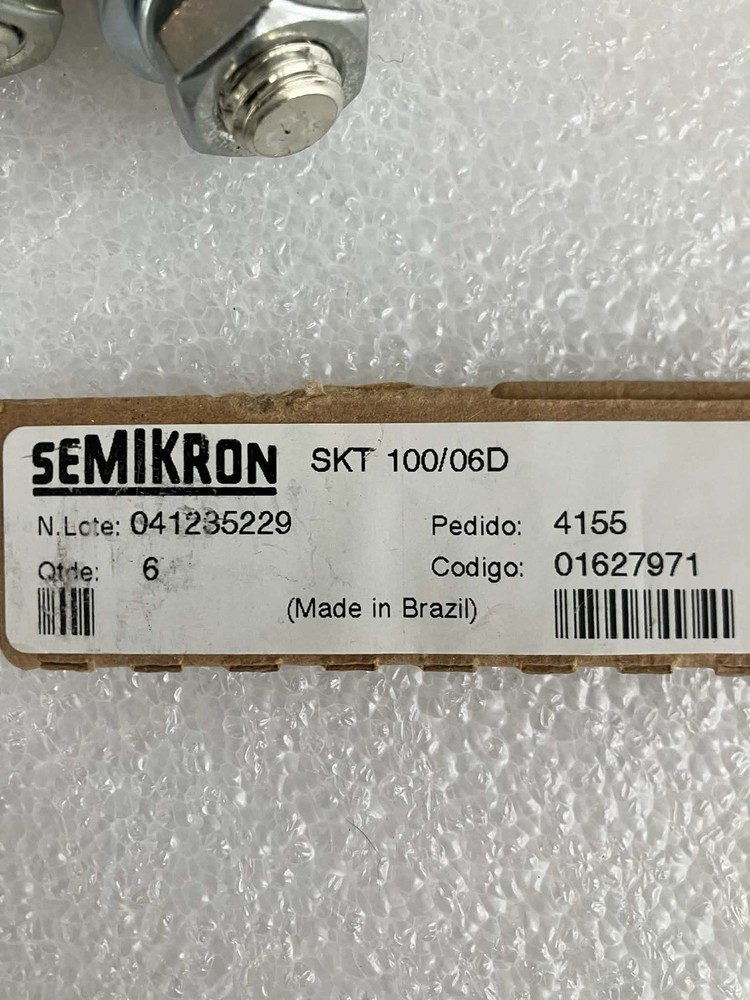 SEMIKRON SKT 100/06D
N.Lote: 041235229 Pedido: 4155
Qtde: 6 Codigo: 01627971
(Made in Brazil)